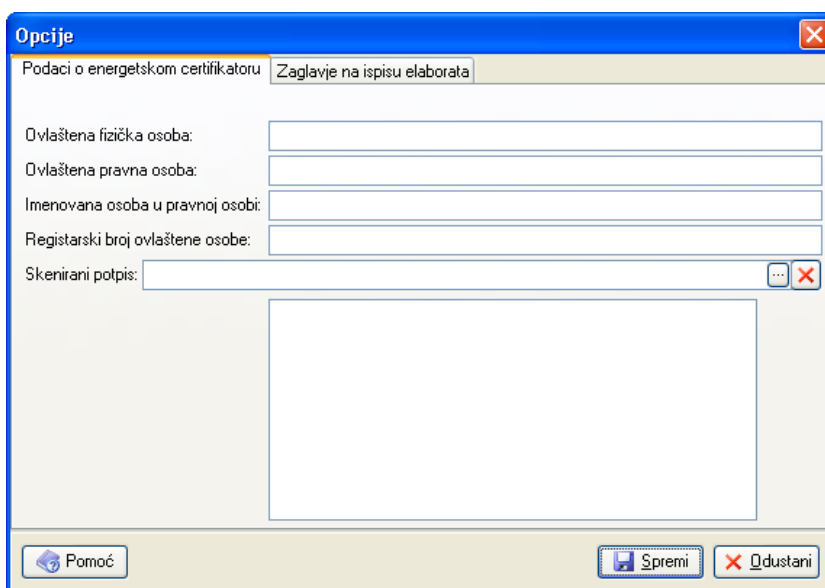 Opcije
Podaci o energetskom certifikatoru
Zaglavje na ispisu elaborata
Ovlaštena fizička osoba:
Ovlaštena pravna osoba:
Imenovana osoba u pravnoj osobi:
Registarski broj ovlaštene osobe:
Skenirani potpis: ...
Pomoć Spremi Odustani